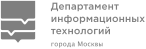 Департамент
информационных
технологий
города Москвы